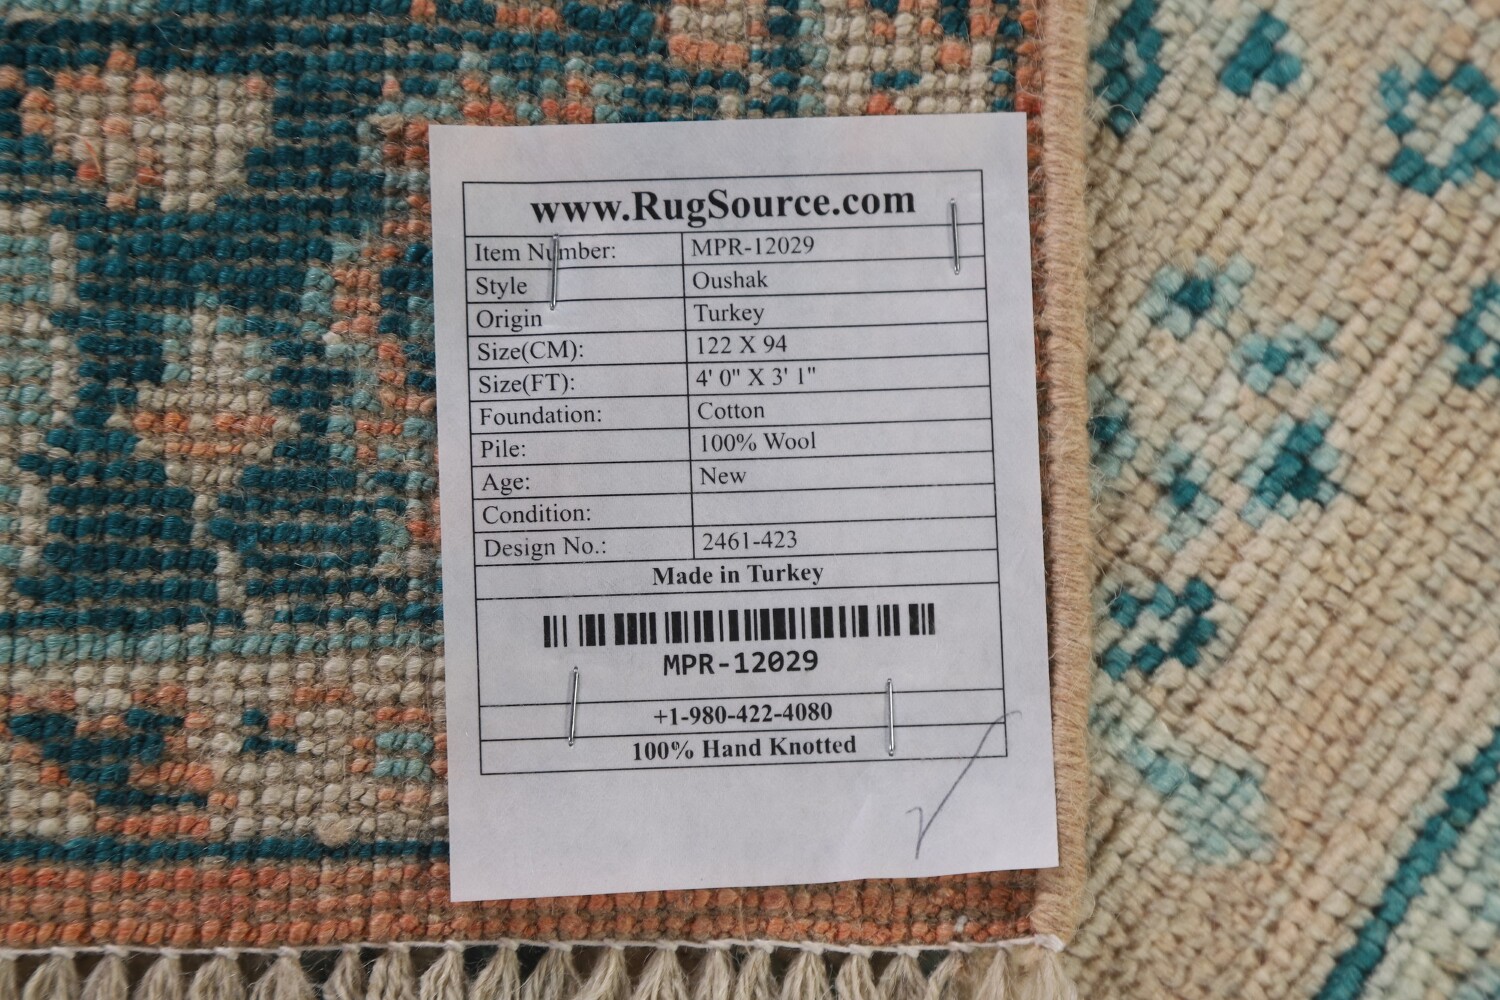 www.RugSource.com
Item Number: MPR-12029
Style Oushak
Origin Turkey
Size(CM): 122 X 94
Size(FT): 4' 0" X 3' 1"
Foundation: Cotton
Pile: 100% Wool
Age: New
Condition:
Design No.: 2461-423
Made in Turkey
MPR-12029
+1-980-422-4080
100% Hand Knotted